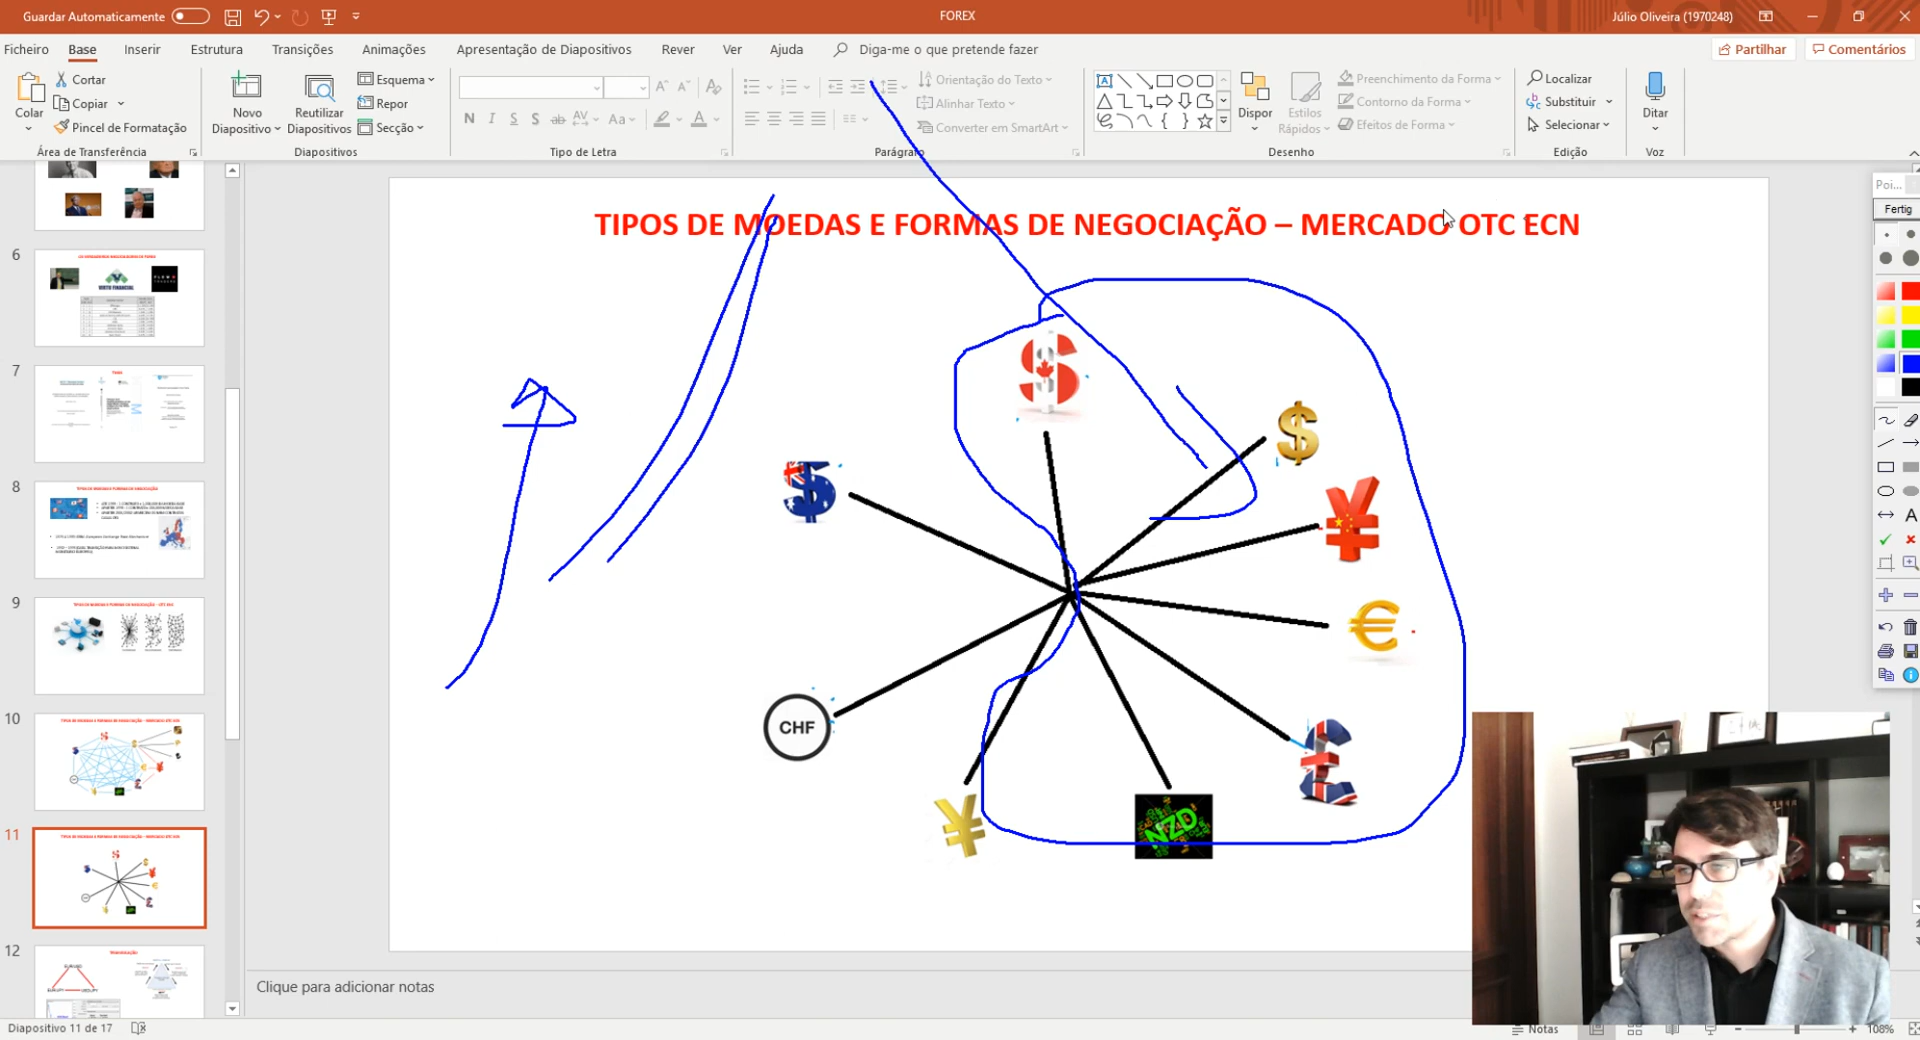 Guardar Automaticamente
FOREX
Júlio Oliveira (1970248)
Ficheiro Base Inserir Estrutura Transições Animações Apresentação de Diapositivos Rever Ver Ajuda Diga-me o que pretende fazer
Partilhar Comentários
Colar
Cortar
Copiar
Pincel de Formatação
Área de Transferência
Novo Diapositivo
Reutilizar Diapositivos
Esquema
Repor
Secção
Diapositivos
N I S S ab AV Aa A
Tipo de Letra
Orientação do Texto
Alinhar Texto
Converter em SmartArt
Parágrafo
Dispor
Estilos Rápidos
Preenchimento da Forma
Contorno da Forma
Efeitos de Forma
Desenho
Localizar
Substituir
Selecionar
Edição
Ditar
Voz
Poi...
Fertig
6
7
8
9
10
11
12
TIPOS DE MOEDAS E FORMAS DE NEGOCIAÇÃO – MERCADO OTC ECN
$
$
$
¥
€
CHF
£
¥
NZD
Clique para adicionar notas
Diapositivo 11 de 17
Notas
108%